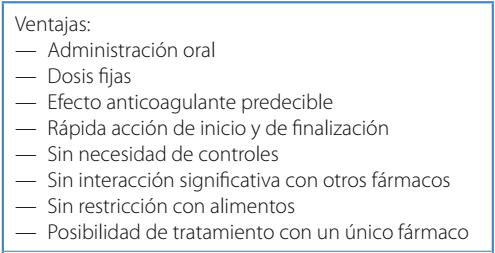 Ventajas:
— Administración oral
— Dosis fijas
— Efecto anticoagulante predecible
— Rápida acción de inicio y de finalización
— Sin necesidad de controles
— Sin interacción significativa con otros fármacos
— Sin restricción con alimentos
— Posibilidad de tratamiento con un único fármaco